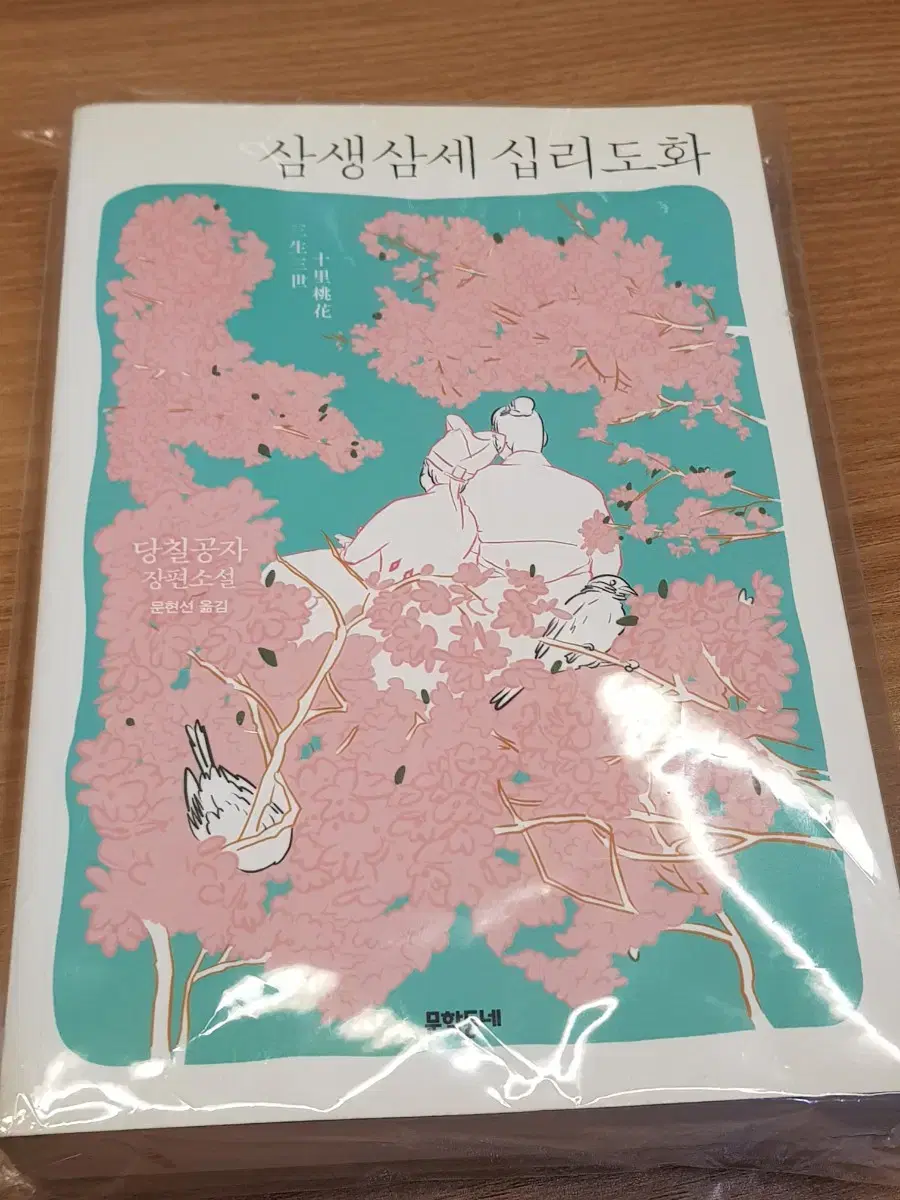 삼생삼세 십리도화
三生三世
十里桃花
당칠공자
장편소설
문현선 옮김
문학동네